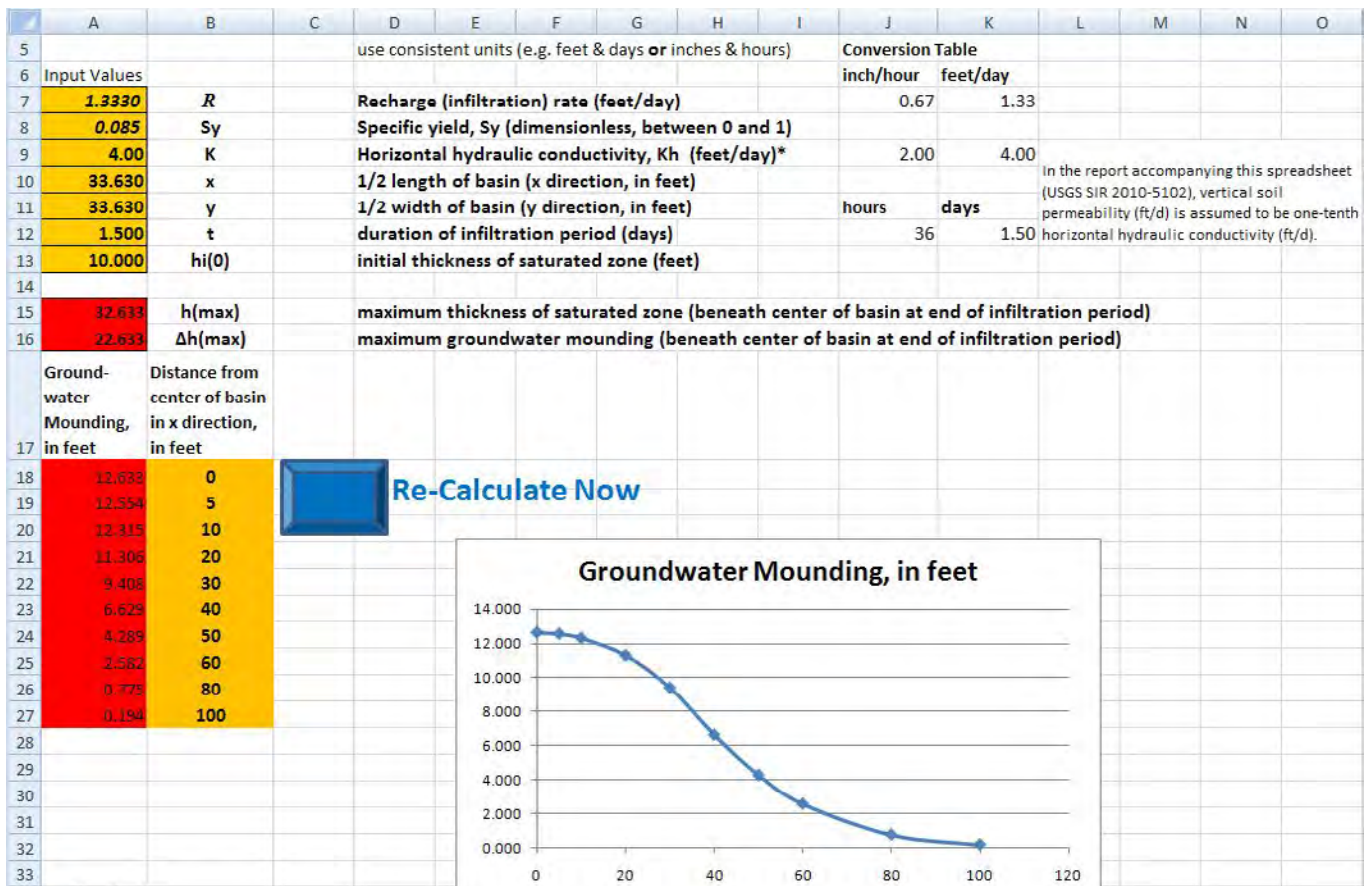 A B C D E F G H I J K L M N O
5 use consistent units (e.g. feet & days or inches & hours) Conversion Table
6 Input Values inch/hour feet/day
7 1.3330 R Recharge (infiltration) rate (feet/day) 0.67 1.33
8 0.085 Sy Specific yield, Sy (dimensionless, between 0 and 1)
9 4.00 K Horizontal hydraulic conductivity, Kh (feet/day)* 2.00 4.00
10 33.630 x 1/2 length of basin (x direction, in feet)
11 33.630 y 1/2 width of basin (y direction, in feet) hours days
12 1.500 t duration of infiltration period (days) 36 1.50
13 10.000 hi(0) initial thickness of saturated zone (feet)
In the report accompanying this spreadsheet
(USGS SIR 2010-5102), vertical soil
permeability (ft/d) is assumed to be one-tenth
horizontal hydraulic conductivity (ft/d).
14
15 32.633 h(max) maximum thickness of saturated zone (beneath center of basin at end of infiltration period)
16 22.633 Δh(max) maximum groundwater mounding (beneath center of basin at end of infiltration period)
Ground- Distance from
water center of basin
Mounding, in x direction,
17 in feet in feet
18 12.633 0
19 12.554 5
20 12.315 10
21 11.306 20
22 9.408 30
23 6.629 40
24 4.289 50
25 2.582 60
26 0.775 80
27 0.194 100
28
29
30
31
32
33
Re-Calculate Now
Groundwater Mounding, in feet
14.000
12.000
10.000
8.000
6.000
4.000
2.000
0.000
0 20 40 60 80 100 120